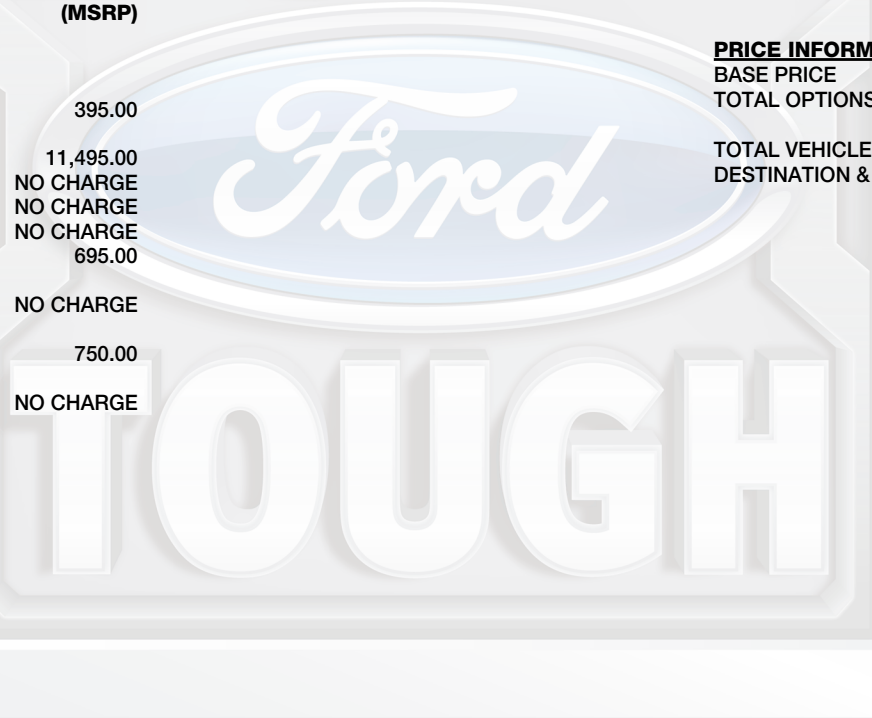 (MSRP)
395.00
11,495.00
NO CHARGE
NO CHARGE
NO CHARGE
695.00
NO CHARGE
750.00
NO CHARGE
PRICE INFORM
BASE PRICE
TOTAL OPTIONS
TOTAL VEHICLE
DESTINATION &
Ford
TOUGH